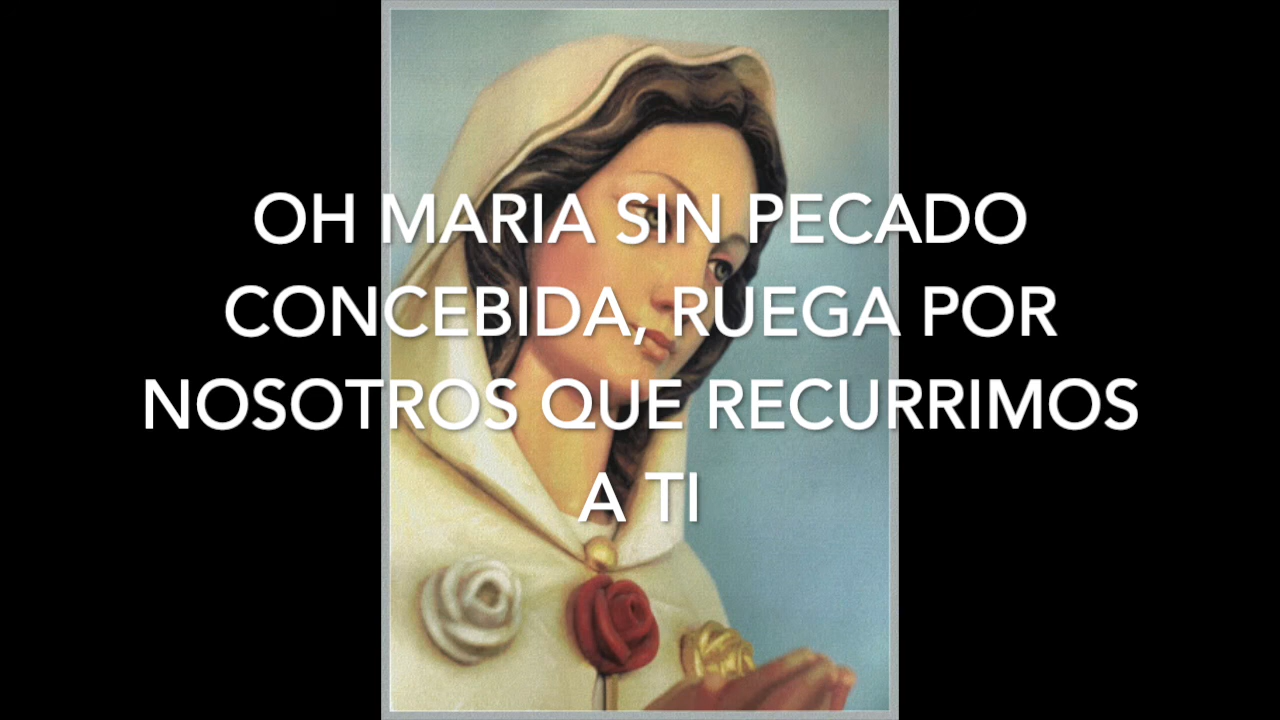 OH MARIA SIN PECADO
CONCEBIDA, RUEGA POR
NOSOTROS QUE RECURRIMOS
A TI